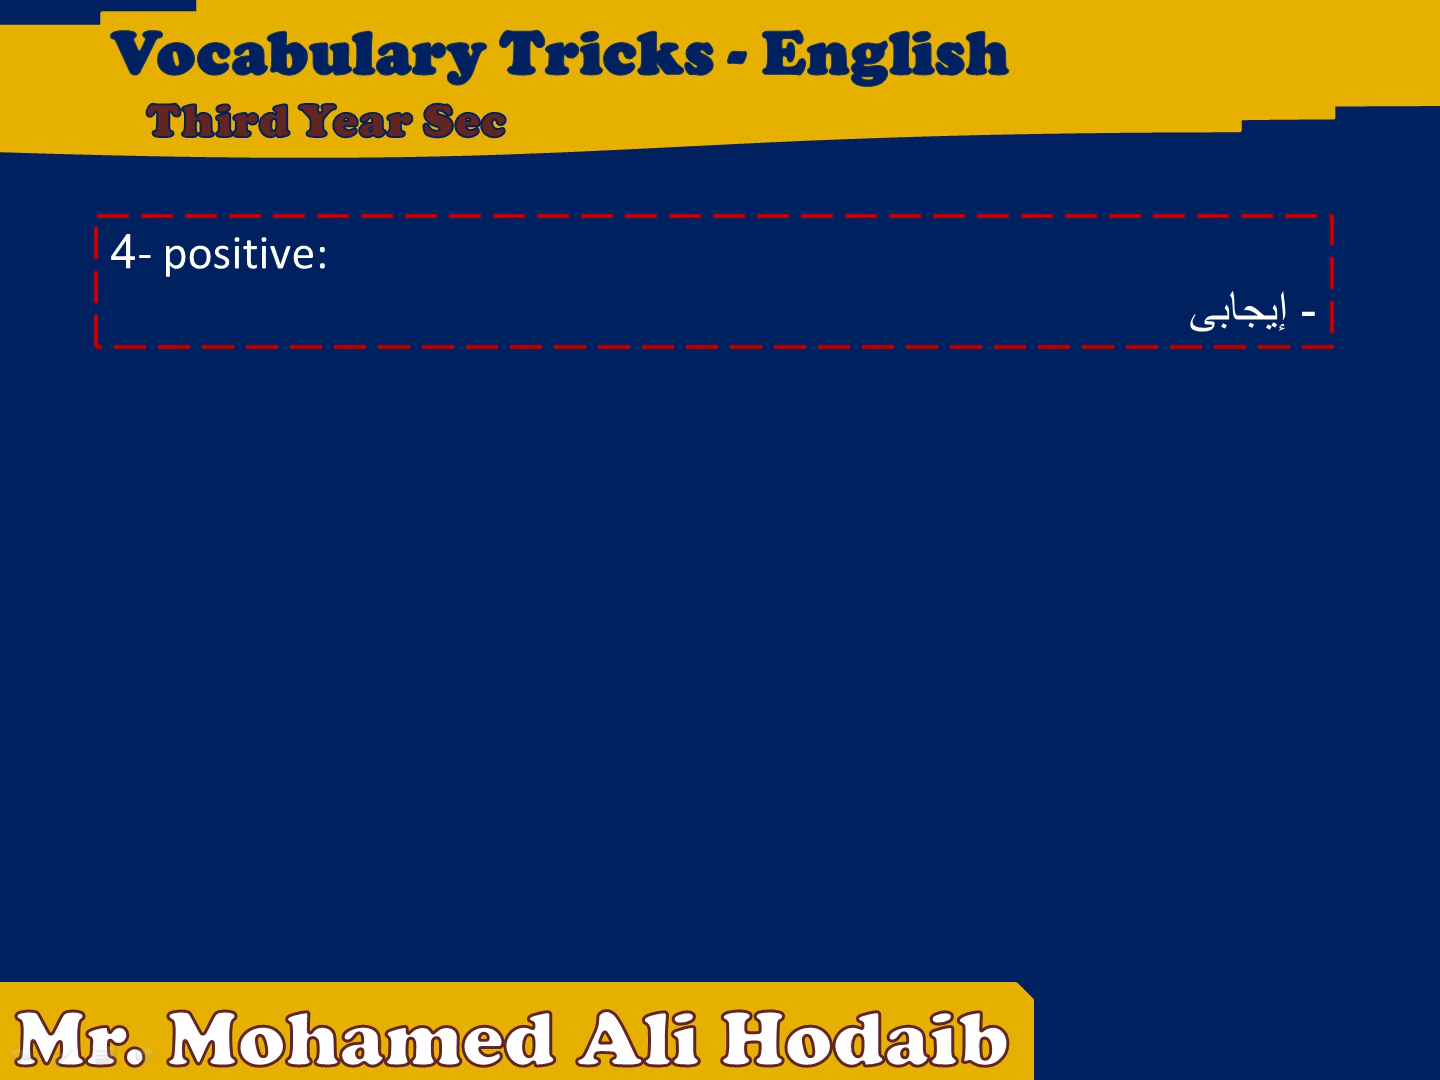 Vocabulary Tricks - English
Third Year Sec
4- positive:
- إيجابى
Mr. Mohamed Ali Hodaib